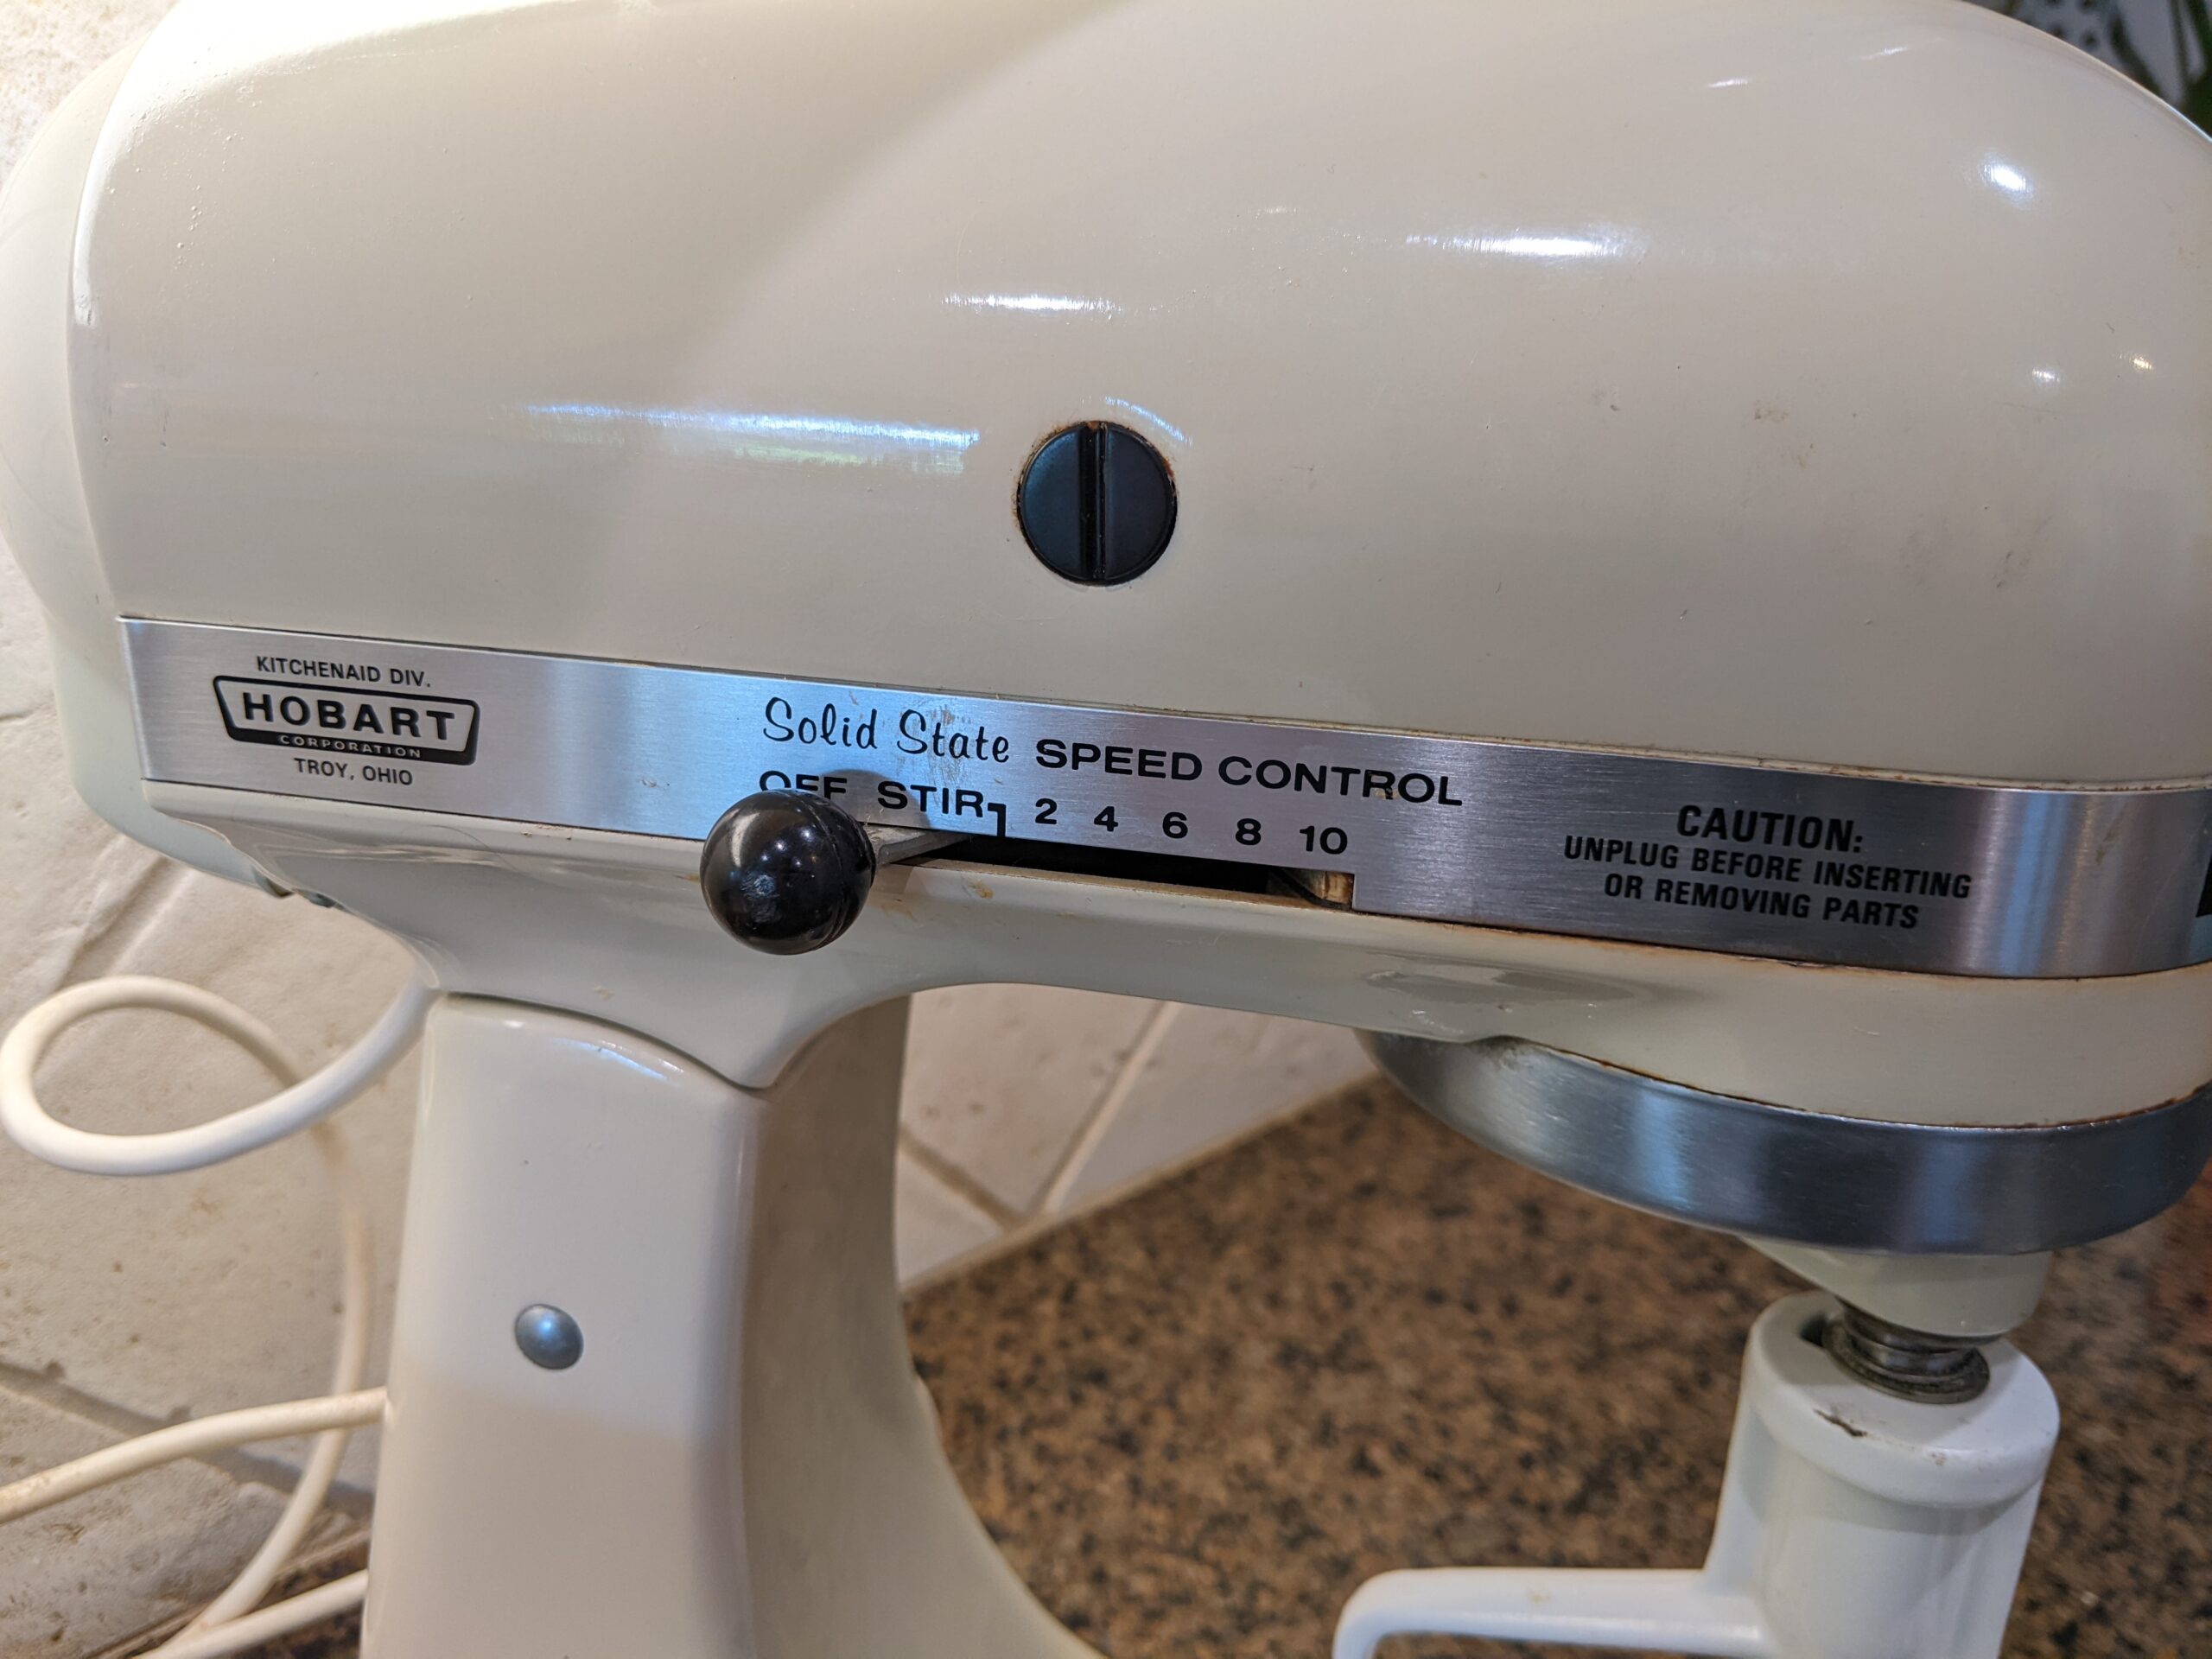 KITCHENAID DIV.
HOBART
CORPORATION
TROY, OHIO
Solid State SPEED CONTROL
OFF STIR 2 4 6 8 10
CAUTION:
UNPLUG BEFORE INSERTING
OR REMOVING PARTS